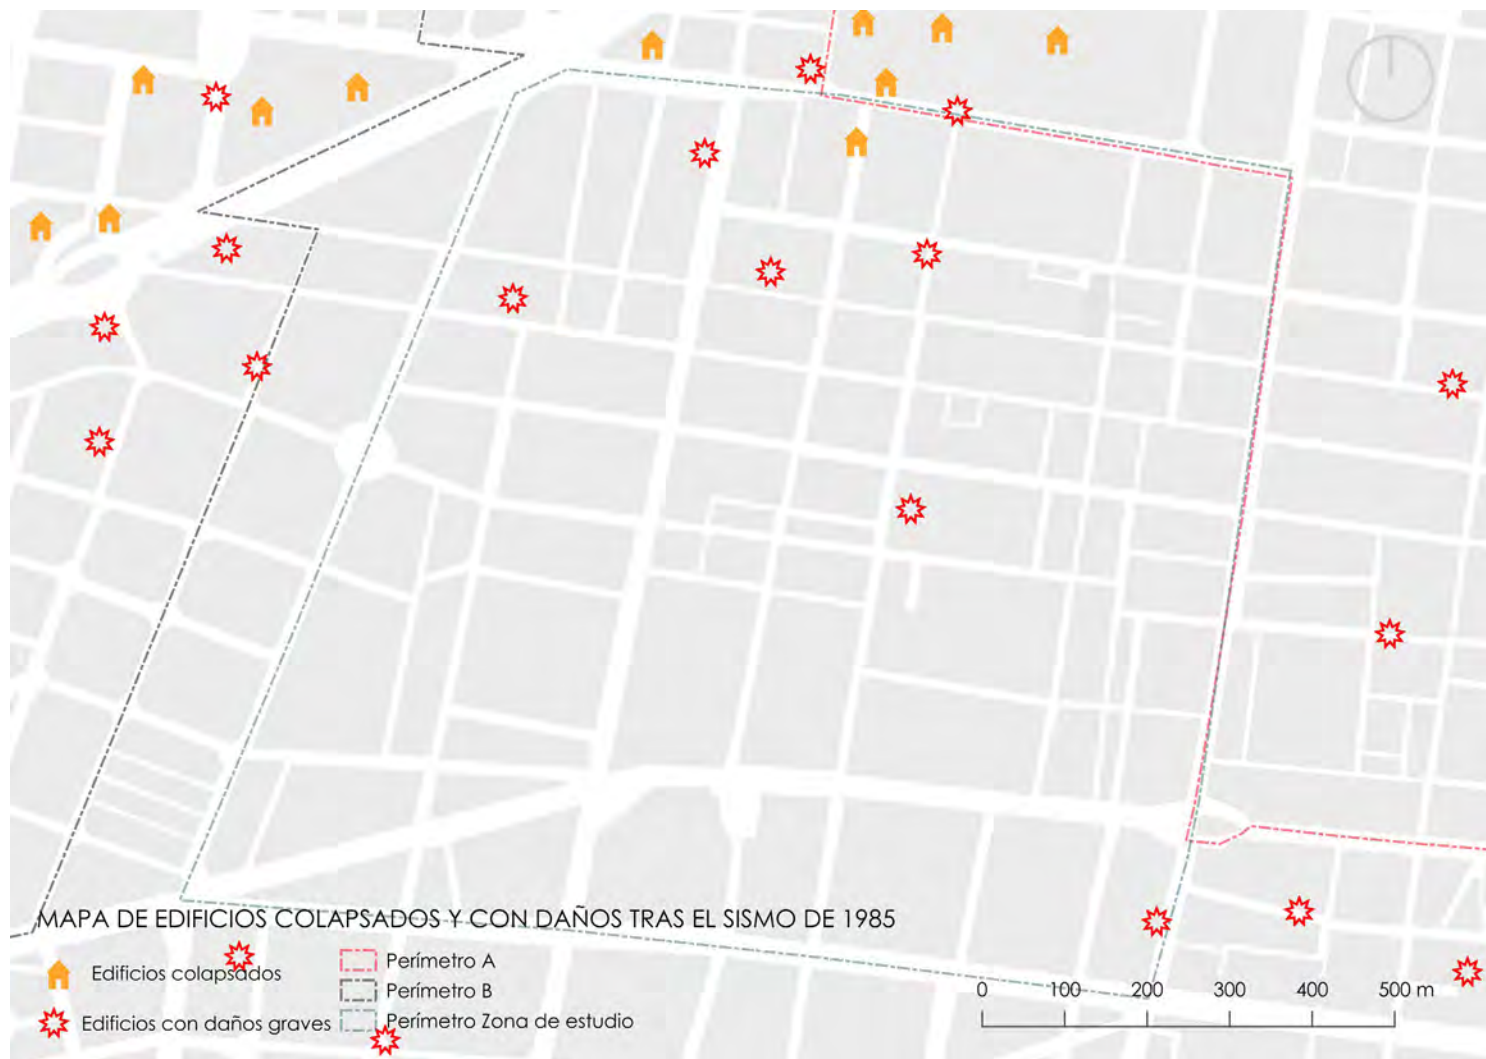 MAPA DE EDIFICIOS COLAPSADOS Y CON DAÑOS TRAS EL SISMO DE 1985
Edificios colapsados
Edificios con daños graves
Perímetro A
Perímetro B
Perímetro Zona de estudio
0 100 200 300 400 500 m